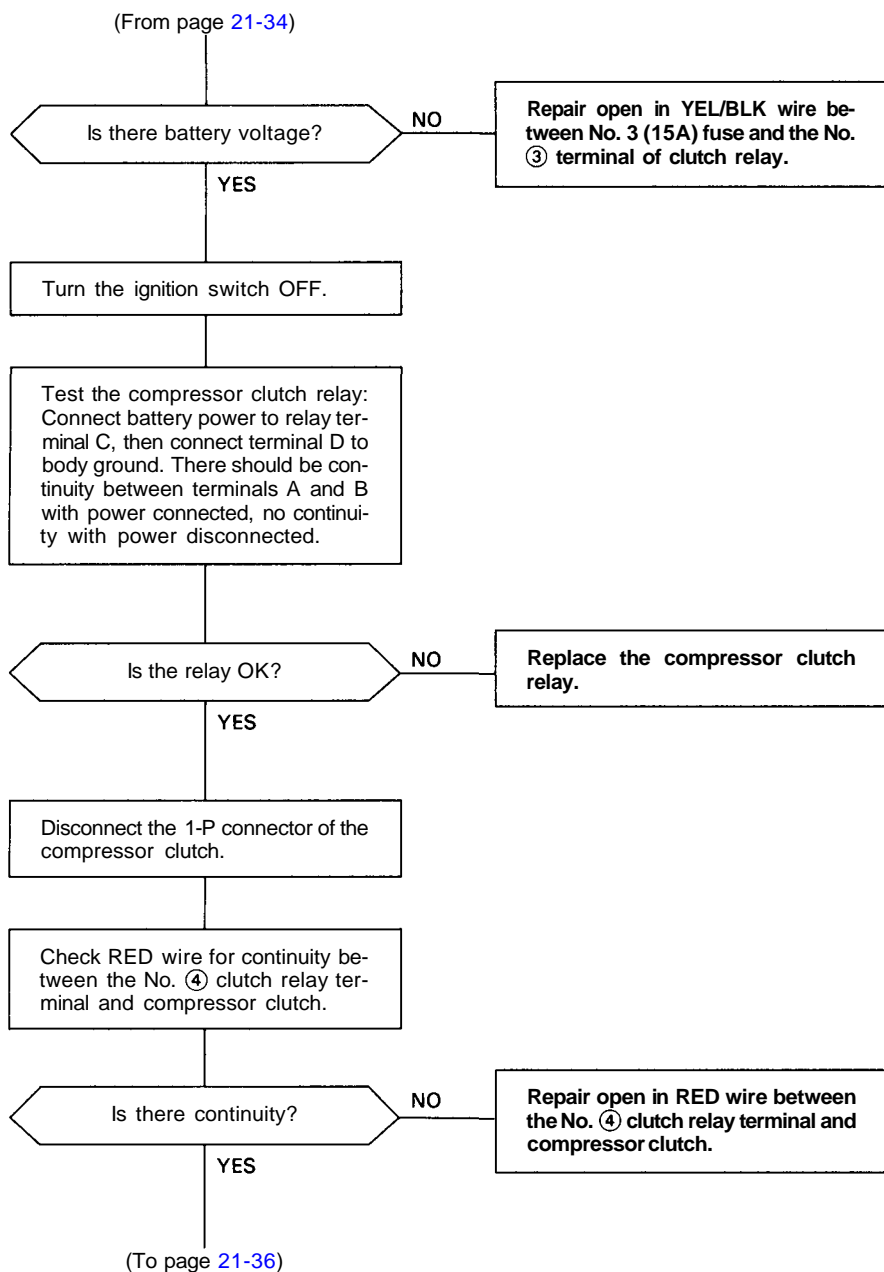 (From page 21-34)
Is there battery voltage?
NO
Repair open in YEL/BLK wire be-
tween No. 3 (15A) fuse and the No.
③ terminal of clutch relay.
YES
Turn the ignition switch OFF.
Test the compressor clutch relay:
Connect battery power to relay ter-
minal C, then connect terminal D to
body ground. There should be con-
tinuity between terminals A and B
with power connected, no continui-
ty with power disconnected.
Is the relay OK?
NO
Replace the compressor clutch
relay.
YES
Disconnect the 1-P connector of the
compressor clutch.
Check RED wire for continuity be-
tween the No. ④ clutch relay ter-
minal and compressor clutch.
Is there continuity?
NO
Repair open in RED wire between
the No. ④ clutch relay terminal and
compressor clutch.
YES
(To page 21-36)